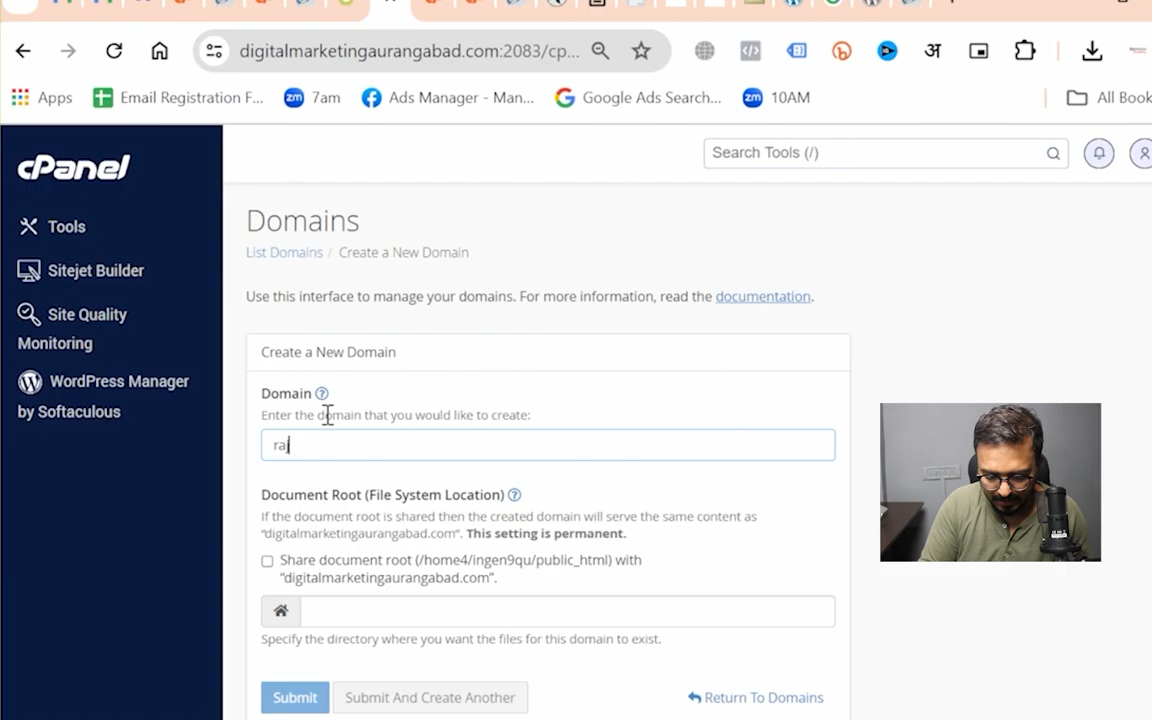 digitalmarketingaurangabad.com:2083/cp...
अ
Apps
Email Registration F...
zm 7am
Ads Manager - Man...
Google Ads Search...
zm 10AM
All Book
cPanel
Search Tools (/)
Tools
Sitejet Builder
Site Quality
Monitoring
WordPress Manager
by Softaculous
Domains
List Domains / Create a New Domain
Use this interface to manage your domains. For more information, read the documentation.
Create a New Domain
Domain
Enter the domain that you would like to create:
raj
Document Root (File System Location)
If the document root is shared then the created domain will serve the same content as
“digitalmarketingaurangabad.com”. This setting is permanent.
Share document root (/home4/ingen9qu/public_html) with
“digitalmarketingaurangabad.com”.
Specify the directory where you want the files for this domain to exist.
Submit
Submit And Create Another
Return To Domains